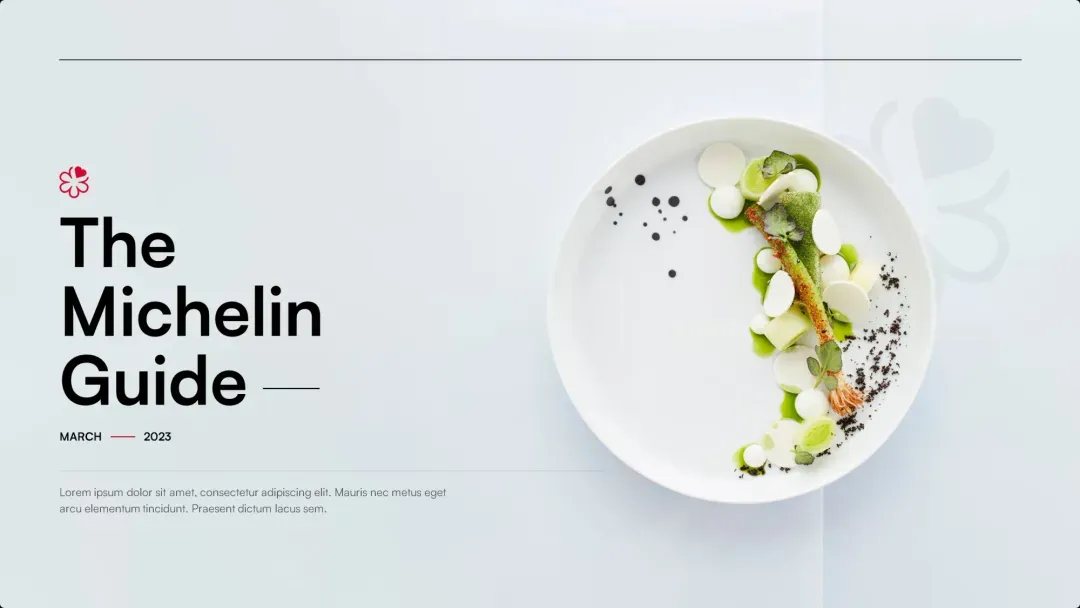 The
Michelin
Guide
MARCH — 2023
Lorem ipsum dolor sit amet, consectetur adipiscing elit. Mauris nec metus eget
arcu elementum tincidunt. Praesent dictum lacus sem.